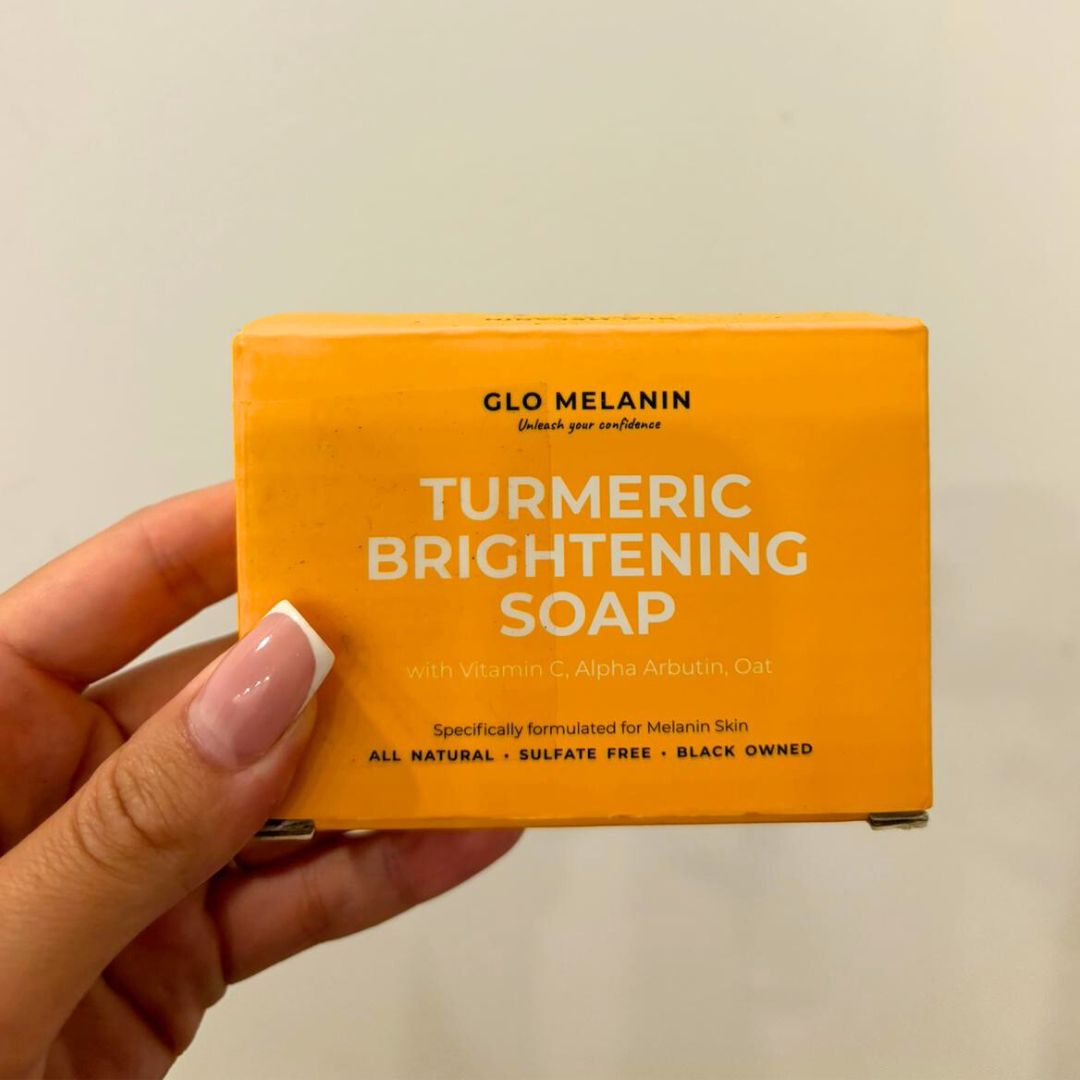 GLO MELANIN
Unleash your confidence
TURMERIC
BRIGHTENING
SOAP
with Vitamin C, Alpha Arbutin, Oat
Specifically formulated for Melanin Skin
ALL NATURAL • SULFATE FREE • BLACK OWNED